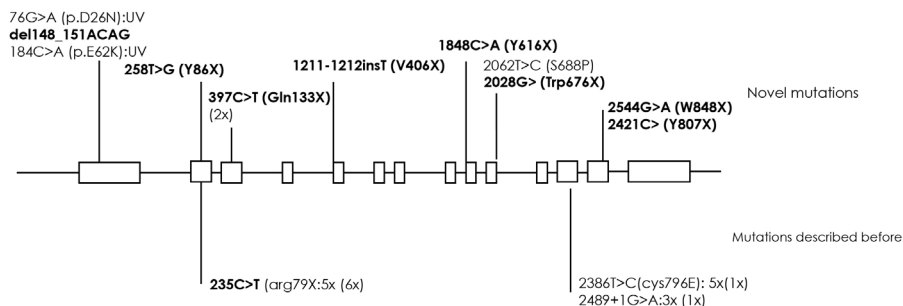 76G>A (p.D26N):UV
del148_151ACAG
184C>A (p.E62K):UV
258T>G (Y86X)
397C>T (Gln133X)
(2x)
1211-1212insT (V406X)
1848C>A (Y616X)
2062T>C (S688P)
2028G> (Trp676X)
2544G>A (W848X)
2421C> (Y807X)
Novel mutations
Mutations described before
235C>T (arg79X:5x (6x)
2386T>C(cys796E): 5x(1x)
2489+1G>A:3x (1x)